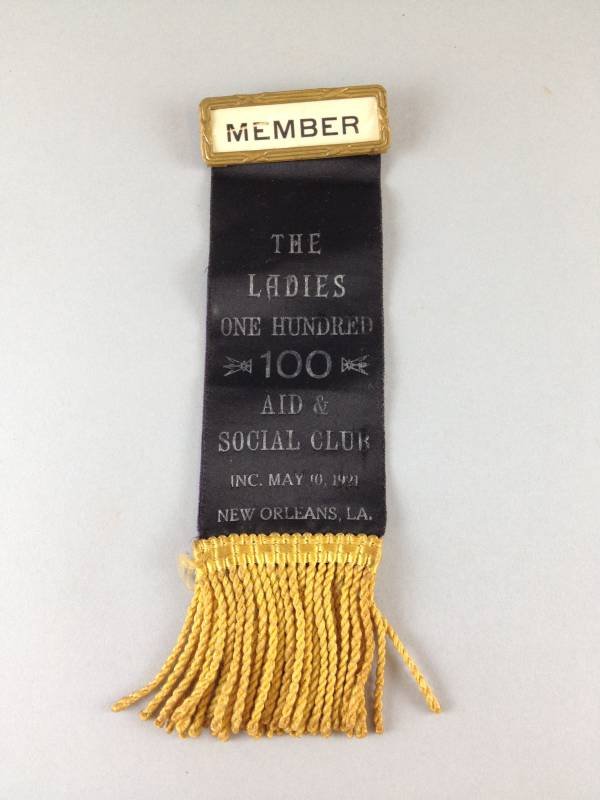 MEMBER
THE
LADIES
ONE HUNDRED
100
AID &
SOCIAL CLUB
INC. MAY 10, 1921
NEW ORLEANS, LA.